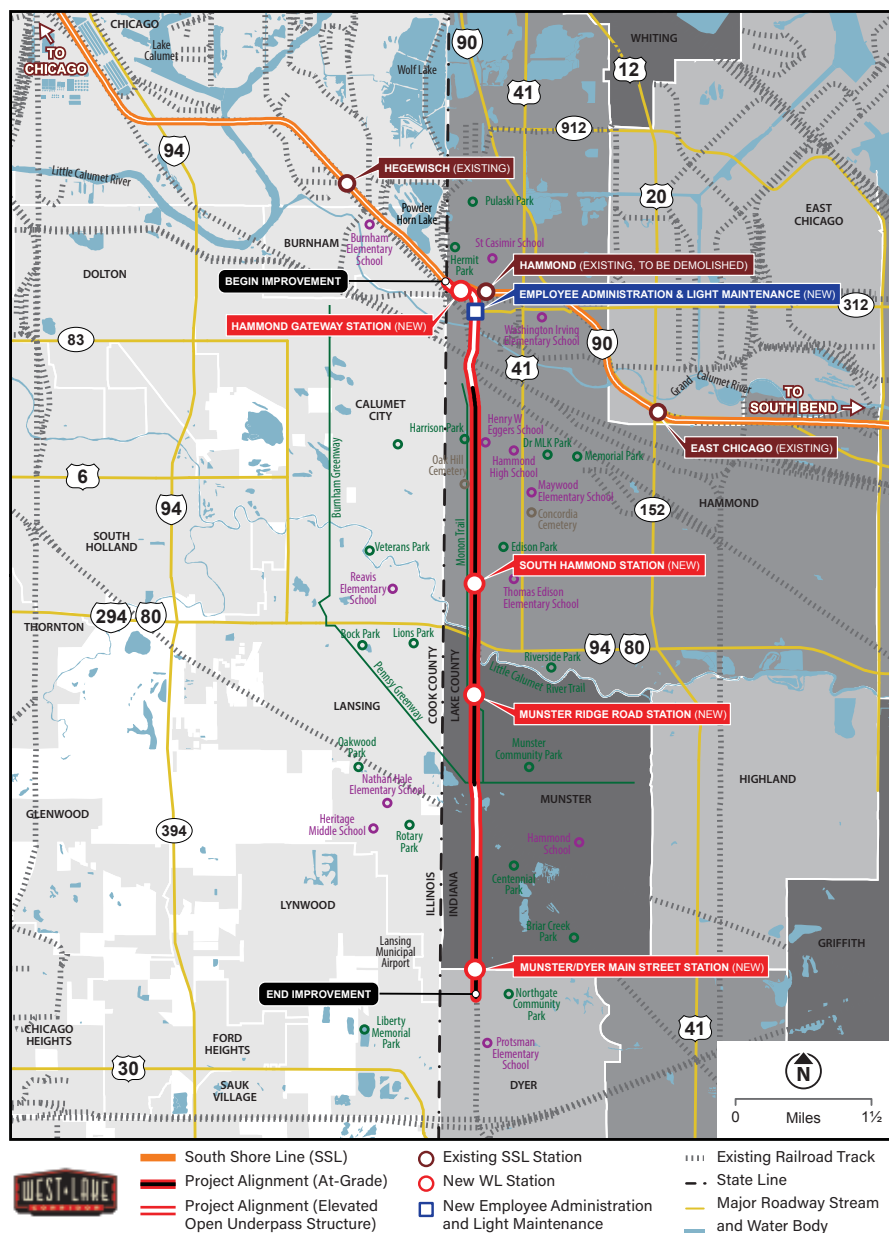 CHICAGO
Lake
Calumet
TO
CHICAGO
Wolf Lake
90
41
WHITING
12
912
94
Little Calumet River
HEGEWISCH (EXISTING)
Pulaski Park
20
EAST
CHICAGO
Powder
Horn Lake
BURNHAM
Burnham
Elementary
School
St Casimir School
Hermit
Park
DOLTON
BEGIN IMPROVEMENT
HAMMOND (EXISTING, TO BE DEMOLISHED)
EMPLOYEE ADMINISTRATION & LIGHT MAINTENANCE (NEW)
312
HAMMOND GATEWAY STATION (NEW)
Washington Irving
Elementary School
83
90
41
Grand Calumet River
TO
SOUTH BEND
CALUMET
CITY
Harrison Park
Henry W
Eggers School
Dr MLK Park
EAST CHICAGO (EXISTING)
Oak Hill
Cemetery
Hammond
High School
Memorial Park
Burnham Greenway
6
Maywood
Elementary School
HAMMOND
94
Concordia
Cemetery
152
SOUTH
HOLLAND
Monon Trail
Veterans Park
Edison Park
SOUTH HAMMOND STATION (NEW)
Reavis
Elementary
School
Thomas Edison
Elementary School
294
80
THORNTON
Bock Park
Lions Park
94
80
Riverside Park
Little Calumet River Trail
Pennsy Greenway
COOK COUNTY
LAKE COUNTY
LANSING
MUNSTER RIDGE ROAD STATION (NEW)
Oakwood
Park
Munster
Community Park
HIGHLAND
Nathan Hale
Elementary School
MUNSTER
GLENWOOD
Heritage
Middle School
Rotary
Park
394
Hammond
School
Centennial
Park
LYNWOOD
ILLINOIS
INDIANA
Briar Creek
Park
Lansing
Municipal
Airport
GRIFFITH
MUNSTER/DYER MAIN STREET STATION (NEW)
END IMPROVEMENT
Northgate
Community
Park
CHICAGO
HEIGHTS
FORD
HEIGHTS
Liberty
Memorial
Park
41
Protsman
Elementary
School
30
SAUK
VILLAGE
DYER
N
0 Miles 1½
WEST LAKE
CORRIDOR
South Shore Line (SSL)
Project Alignment (At-Grade)
Project Alignment (Elevated
Open Underpass Structure)
Existing SSL Station
New WL Station
New Employee Administration
and Light Maintenance
Existing Railroad Track
State Line
Major Roadway Stream
and Water Body